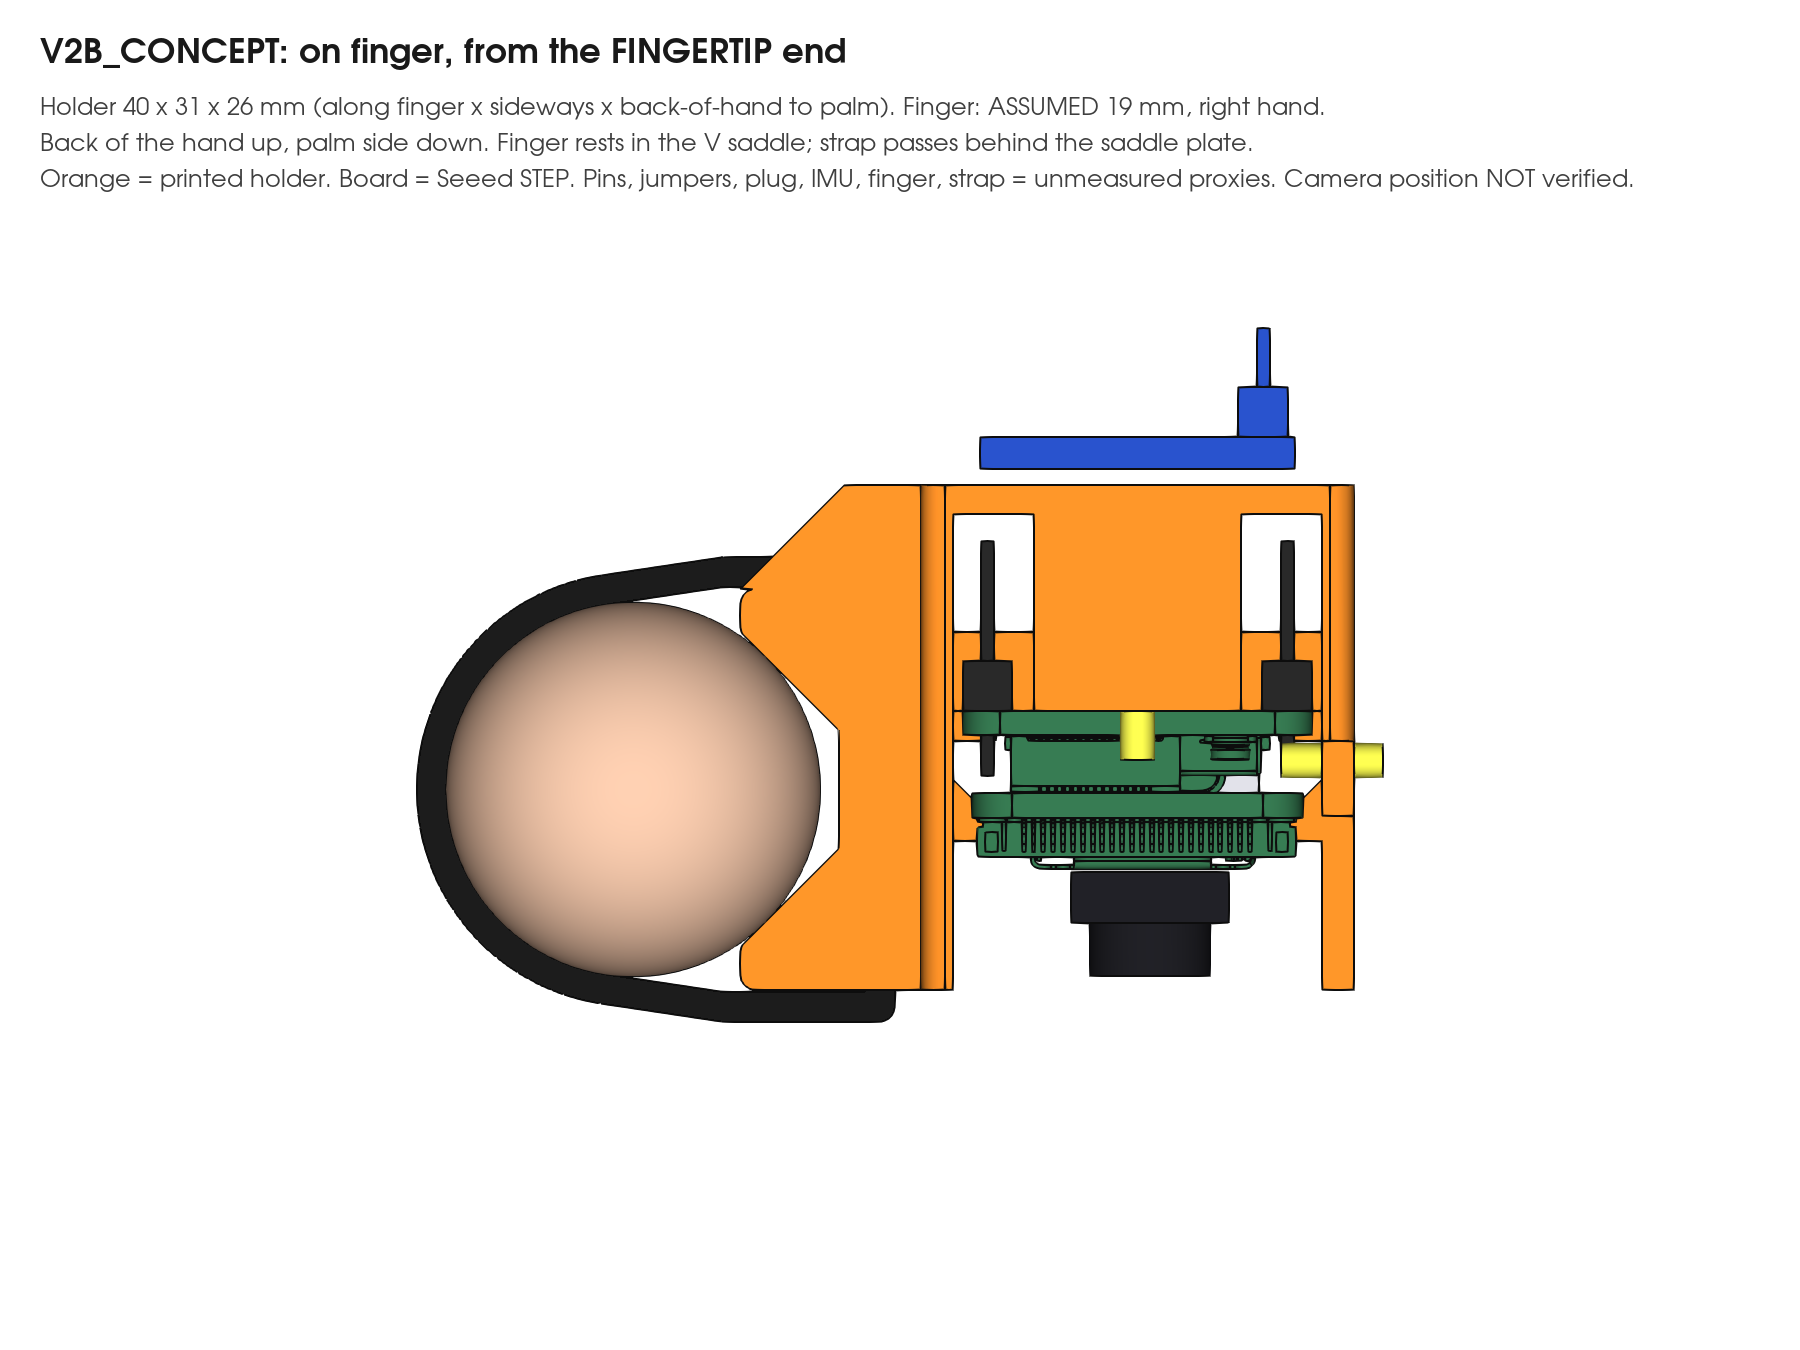 V2B_CONCEPT: on finger, from the FINGERTIP end
Holder 40 x 31 x 26 mm (along finger x sideways x back-of-hand to palm). Finger: ASSUMED 19 mm, right hand.
Back of the hand up, palm side down. Finger rests in the V saddle; strap passes behind the saddle plate.
Orange = printed holder. Board = Seeed STEP. Pins, jumpers, plug, IMU, finger, strap = unmeasured proxies. Camera position NOT verified.